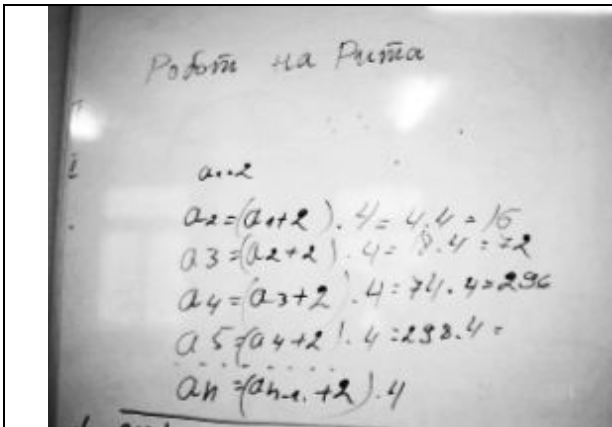 Робот на Рита
a1=2
a2=(a1+2).4=4.4=16
a3=(a2+2).4=18.4=72
a4=(a3+2).4=74.4=296
a5=(a4+2).4=298.4=
an=(an-1+2).4